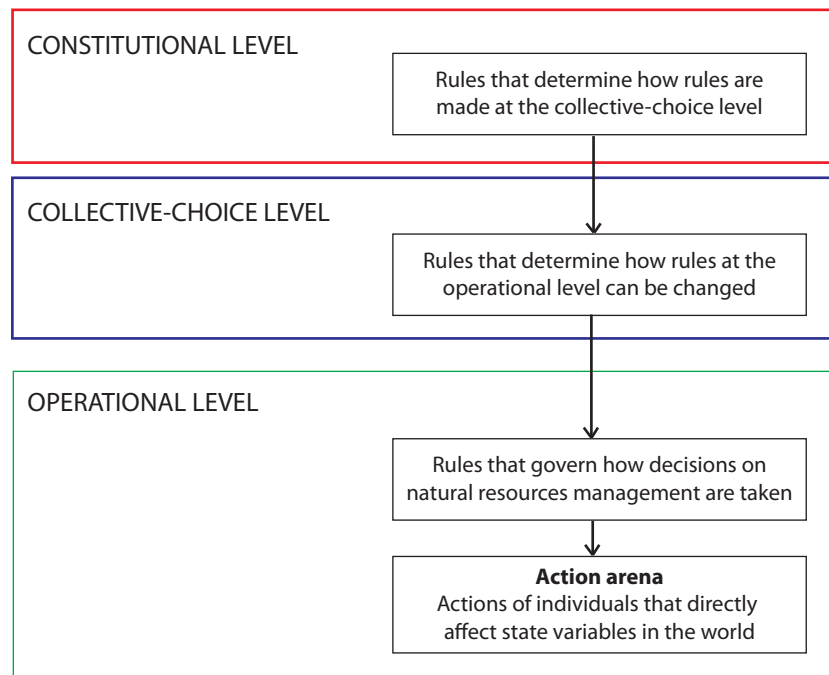 CONSTITUTIONAL LEVEL
Rules that determine how rules are
made at the collective-choice level
COLLECTIVE-CHOICE LEVEL
Rules that determine how rules at the
operational level can be changed
OPERATIONAL LEVEL
Rules that govern how decisions on
natural resources management are taken
Action arena
Actions of individuals that directly
affect state variables in the world